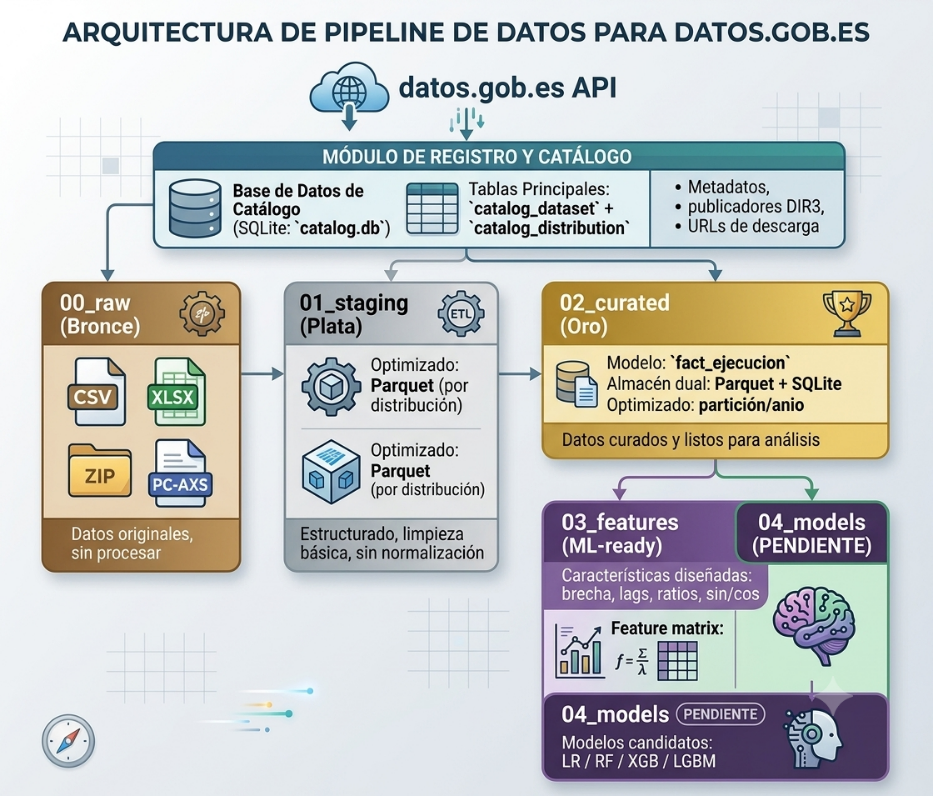 ARQUITECTURA DE PIPELINE DE DATOS PARA DATOS.GOB.ES
datos.gob.es API
MÓDULO DE REGISTRO Y CATÁLOGO
Base de Datos de
Catálogo
(SQLite: `catalog.db`)
Tablas Principales:
`catalog_dataset` +
`catalog_distribution`
• Metadatos,
• publicadores DIR3,
• URLs de descarga
00_raw
(Bronce)
CSV
XLSX
ZIP
PC-AXS
Datos originales,
sin procesar
01_staging
(Plata)
ETL
Optimizado:
Parquet (por
distribución)
Optimizado:
Parquet
(por distribución)
Estructurado, limpieza
básica, sin normalización
02_curated
(Oro)
Modelo: `fact_ejecucion`
Almacén dual: Parquet + SQLite
Optimizado: partición/anio
Datos curados y listos para análisis
03_features
(ML-ready)
Características diseñadas:
brecha, lags, ratios, sin/cos
Feature matrix:
f = Σ/λ
04_models
(PENDIENTE)
04_models PENDIENTE
Modelos candidatos:
LR / RF / XGB / LGBM